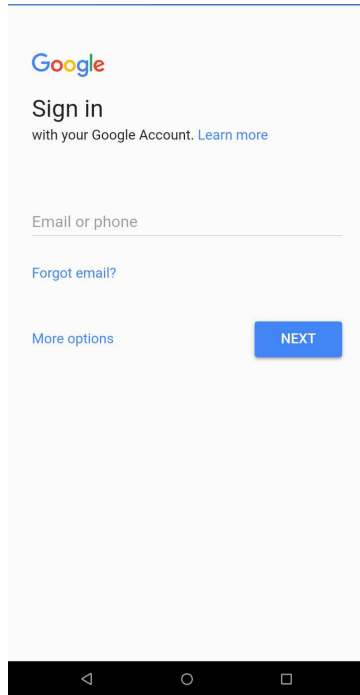 Google
Sign in
with your Google Account. Learn more
Email or phone
Forgot email?
More options
NEXT